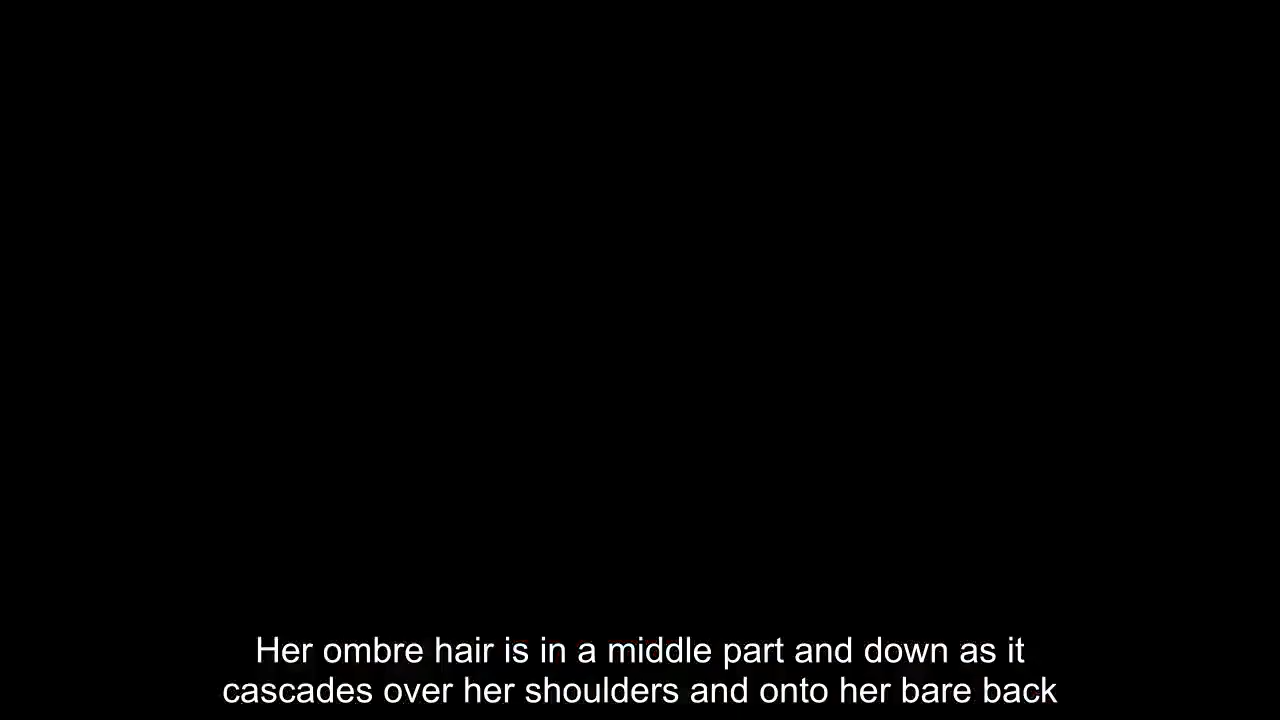 Her ombre hair is in a middle part and down as it
cascades over her shoulders and onto her bare back